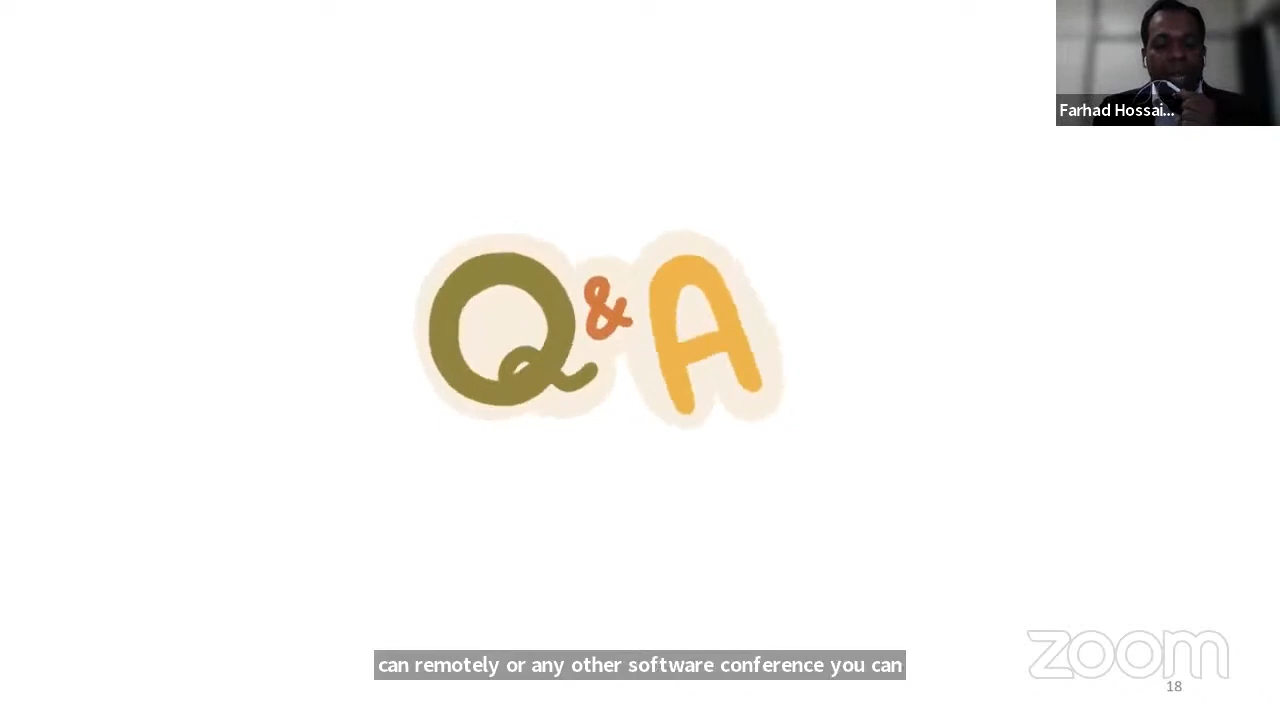 Farhad Hossai...
Q & A
can remotely or any other software conference you can
zoom
18